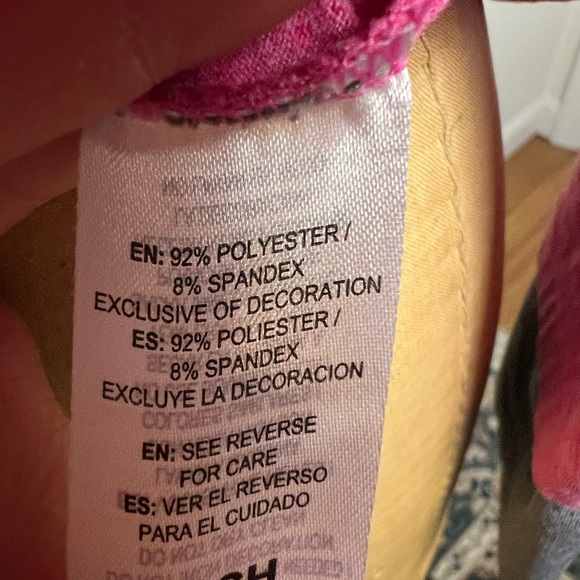 EN: 92% POLYESTER /
8% SPANDEX
EXCLUSIVE OF DECORATION
ES: 92% POLIESTER /
8% SPANDEX
EXCLUYE LA DECORACION
EN: SEE REVERSE
FOR CARE
ES: VER EL REVERSO
PARA EL CUIDADO